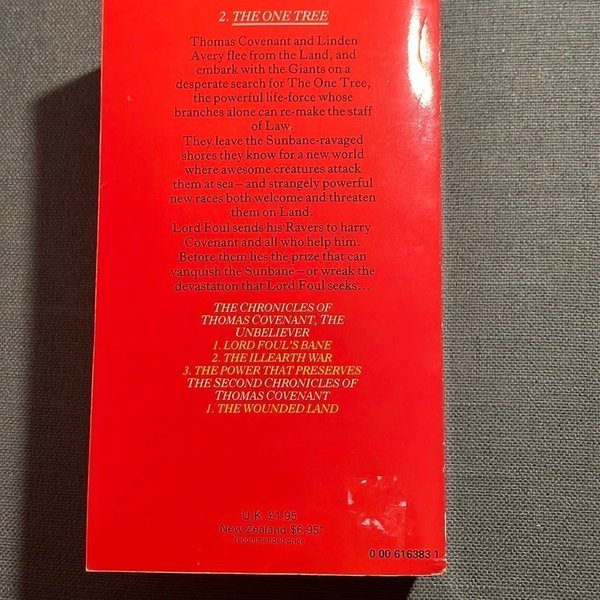 2. THE ONE TREE
Thomas Covenant and Linden
Avery flee from the Land, and
embark with the Giants on a
desperate search for The One Tree,
the powerful life-force whose
branches alone can re-make the staff
of Law.
They leave the Sunbane-ravaged
shores they know for a new world
where awesome creatures attack
them at sea – and strangely powerful
new races both welcome and threaten
them on Land.
Lord Foul sends his Ravers to harry
Covenant and all who help him.
Before them lies the prize that can
vanquish the Sunbane – or wreak the
devastation that Lord Foul seeks...
THE CHRONICLES OF
THOMAS COVENANT, THE
UNBELIEVER
1. LORD FOUL'S BANE
2. THE ILLEARTH WAR
3. THE POWER THAT PRESERVES
THE SECOND CHRONICLES OF
THOMAS COVENANT
1. THE WOUNDED LAND
U.K. £1.95
New Zealand $6.95*
(recommended price)
0 00 616383 1